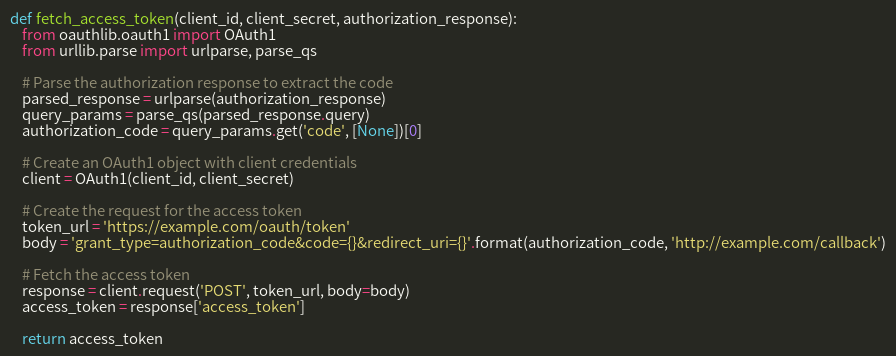 def fetch_access_token(client_id, client_secret, authorization_response):
    from oauthlib.oauth1 import OAuth1
    from urllib.parse import urlparse, parse_qs

    # Parse the authorization response to extract the code
    parsed_response = urlparse(authorization_response)
    query_params = parse_qs(parsed_response.query)
    authorization_code = query_params.get('code', [None])[0]

    # Create an OAuth1 object with client credentials
    client = OAuth1(client_id, client_secret)

    # Create the request for the access token
    token_url = 'https://example.com/oauth/token'
    body = 'grant_type=authorization_code&code={}&redirect_uri={}'.format(authorization_code, 'http://example.com/callback')

    # Fetch the access token
    response = client.request('POST', token_url, body=body)
    access_token = response['access_token']

    return access_token